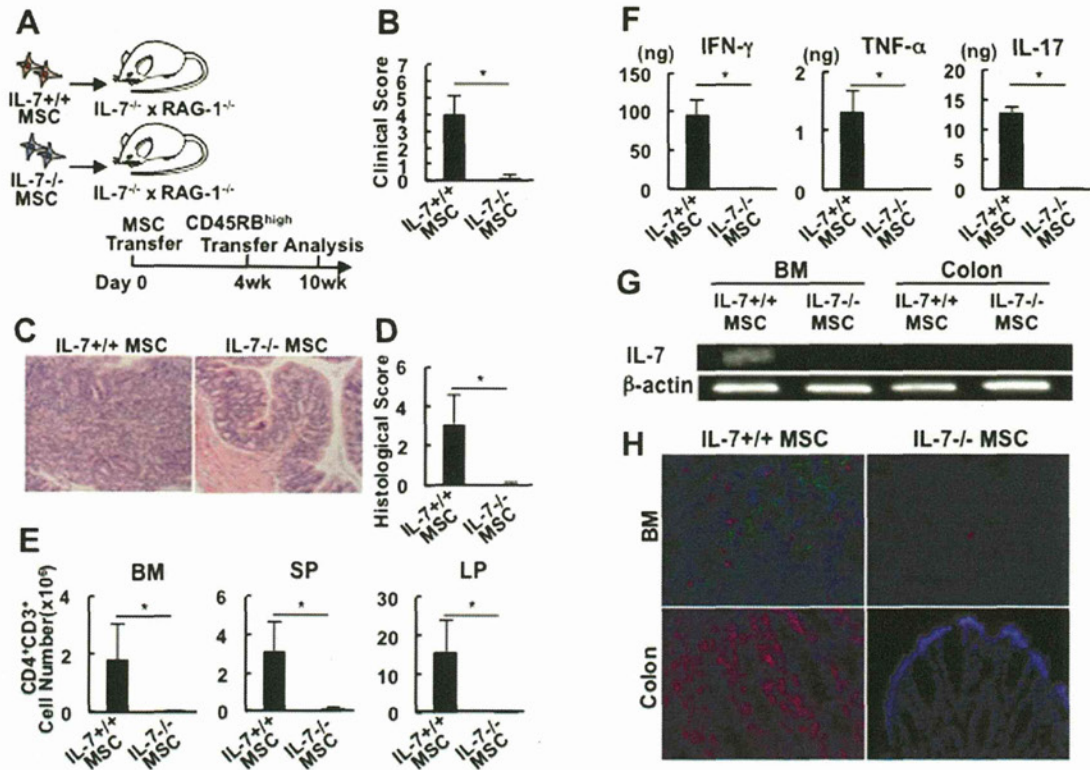 A
IL-7+/+
MSC
IL-7⁻/⁻ x RAG-1⁻/⁻
IL-7-/-
MSC
IL-7⁻/⁻ x RAG-1⁻/⁻
MSC
Transfer
CD45RBhigh
Transfer Analysis
Day 0
4wk
10wk
B
Clinical Score
7
6
5
4
3
2
1
0
*
IL-7+/+
MSC
IL-7-/-
MSC
C
IL-7+/+ MSC
IL-7-/- MSC
D
Histological Score
6
4
2
0
*
IL-7+/+
MSC
IL-7-/-
MSC
E
CD4⁺CD3⁺
Cell Number(x10⁶)
BM
4
2
0
*
IL-7+/+
MSC
IL-7-/-
MSC
SP
6
4
2
0
*
IL-7+/+
MSC
IL-7-/-
MSC
LP
30
20
10
0
*
IL-7+/+
MSC
IL-7-/-
MSC
F
IFN-γ
(ng)
150
100
50
0
*
IL-7+/+
MSC
IL-7-/-
MSC
TNF-α
(ng)
2
1
0
*
IL-7+/+
MSC
IL-7-/-
MSC
IL-17
(ng)
20
15
10
5
0
*
IL-7+/+
MSC
IL-7-/-
MSC
G
BM
Colon
IL-7+/+
MSC
IL-7-/-
MSC
IL-7+/+
MSC
IL-7-/-
MSC
IL-7
β-actin
H
IL-7+/+ MSC
IL-7-/- MSC
BM
Colon